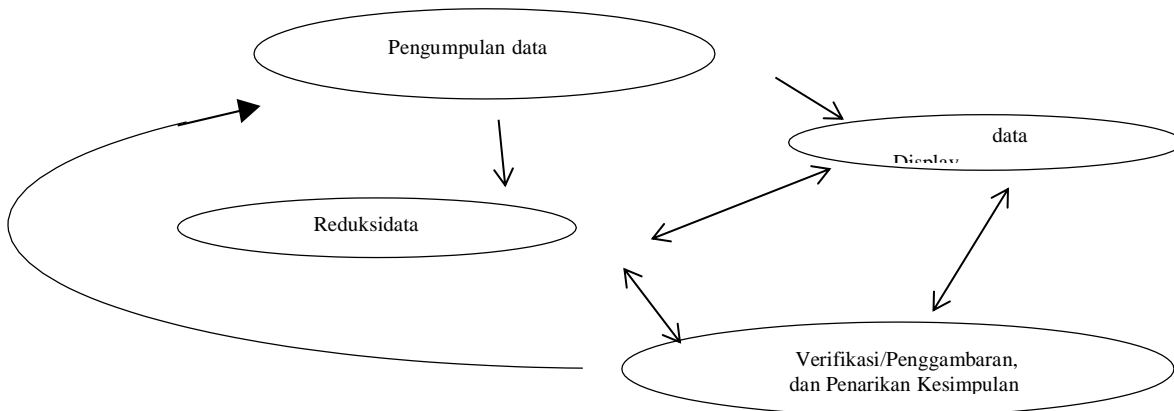 Pengumpulan data
data
Display
Reduksidata
Verifikasi/Penggambaran,
dan Penarikan Kesimpulan